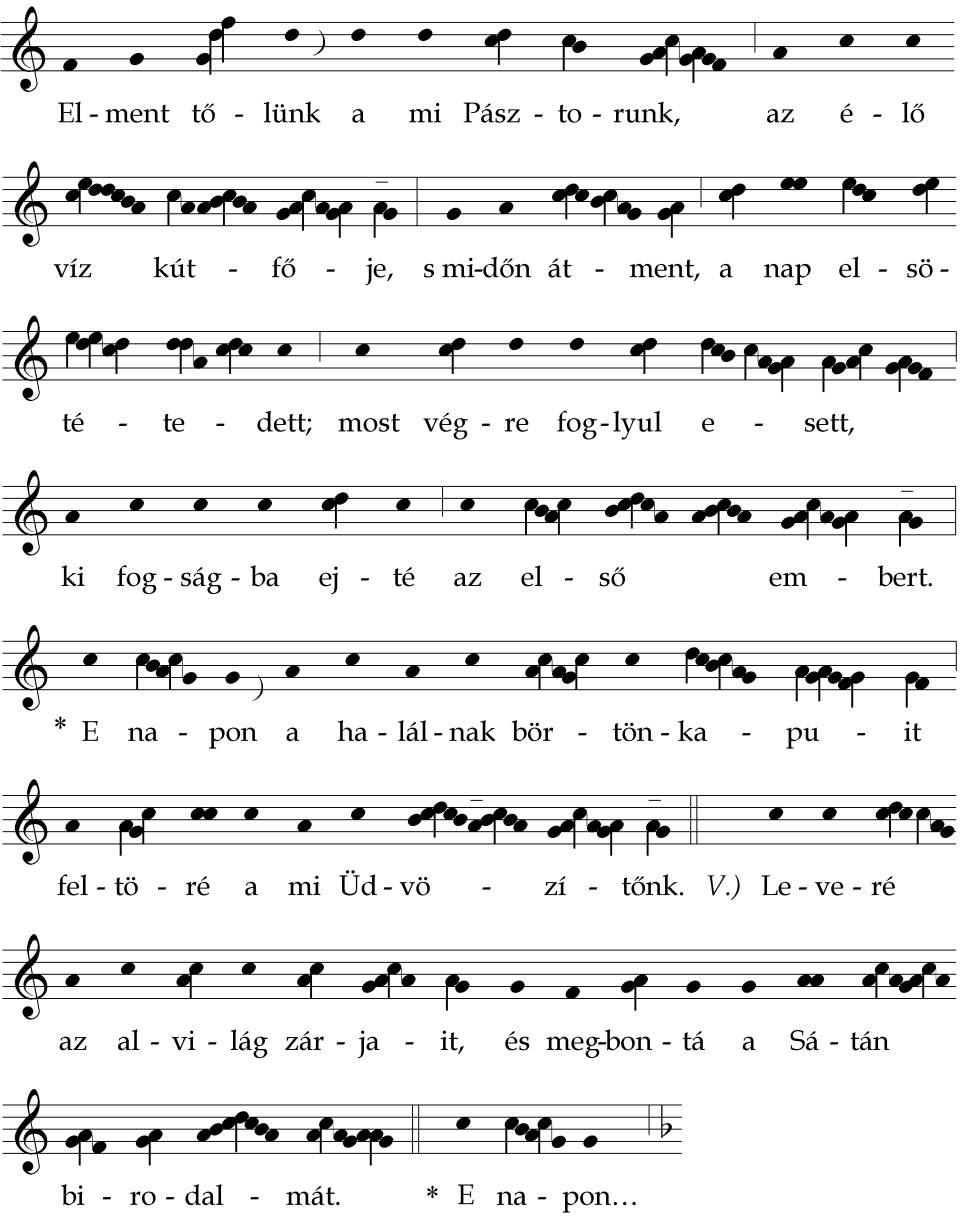 El - ment tő - lünk a mi Pász - to - runk, az é - lő
víz kút - fő - je, s mi - dőn át - ment, a nap el - sö -
té - te - dett; most vég - re fog - lyul e - sett,
ki fog - ság - ba ej - té az el - ső em - bert.
* E na - pon a ha - lál - nak bör - tön - ka - pu - it
fel - tö - ré a mi Üd - vö - zí - tőnk. V.) Le - ve - ré
az al - vi - lág zár - ja - it, és meg - bon - tá a Sá - tán
bi - ro - dal - mát. * E na - pon...